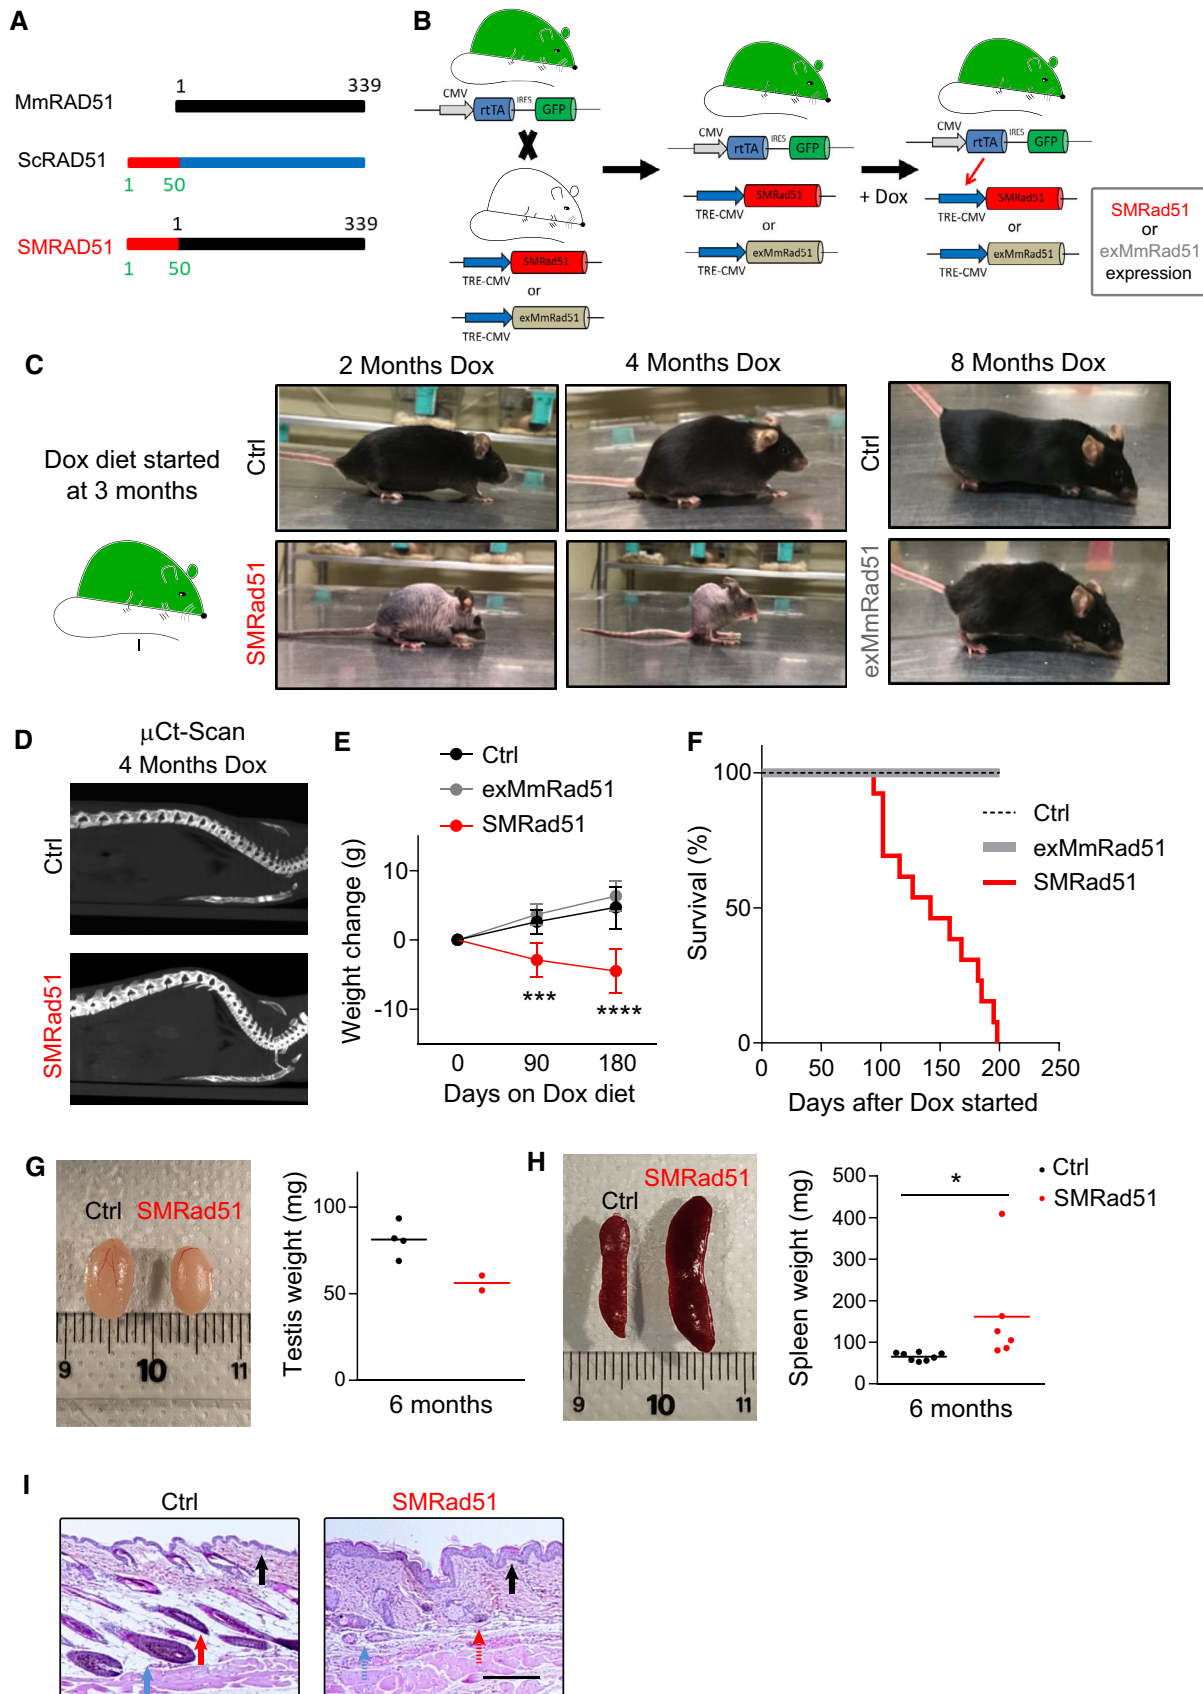 A
MmRAD51
1
339
ScRAD51
1
50
SMRAD51
1
339
1
50
B
CMV
rtTA
IRES
GFP
X
SMRad51
TRE-CMV
or
exMmRad51
TRE-CMV
CMV
rtTA
IRES
GFP
SMRad51
TRE-CMV
or
exMmRad51
TRE-CMV
+ Dox
CMV
rtTA
IRES
GFP
SMRad51
TRE-CMV
or
exMmRad51
TRE-CMV
SMRad51
or
exMmRad51
expression
C
2 Months Dox
4 Months Dox
8 Months Dox
Dox diet started
at 3 months
Ctrl
SMRad51
Ctrl
exMmRad51
D
μCt-Scan
4 Months Dox
Ctrl
SMRad51
E
Ctrl
exMmRad51
SMRad51
Weight change (g)
10
0
-10
***
****
0
90
180
Days on Dox diet
F
Survival (%)
100
50
0
Ctrl
exMmRad51
SMRad51
0
50
100
150
200
250
Days after Dox started
G
Ctrl
SMRad51
9
10
11
Testis weight (mg)
100
50
0
6 months
H
SMRad51
Ctrl
9
10
11
Spleen weight (mg)
500
400
300
200
100
0
*
6 months
Ctrl
SMRad51
I
Ctrl
SMRad51